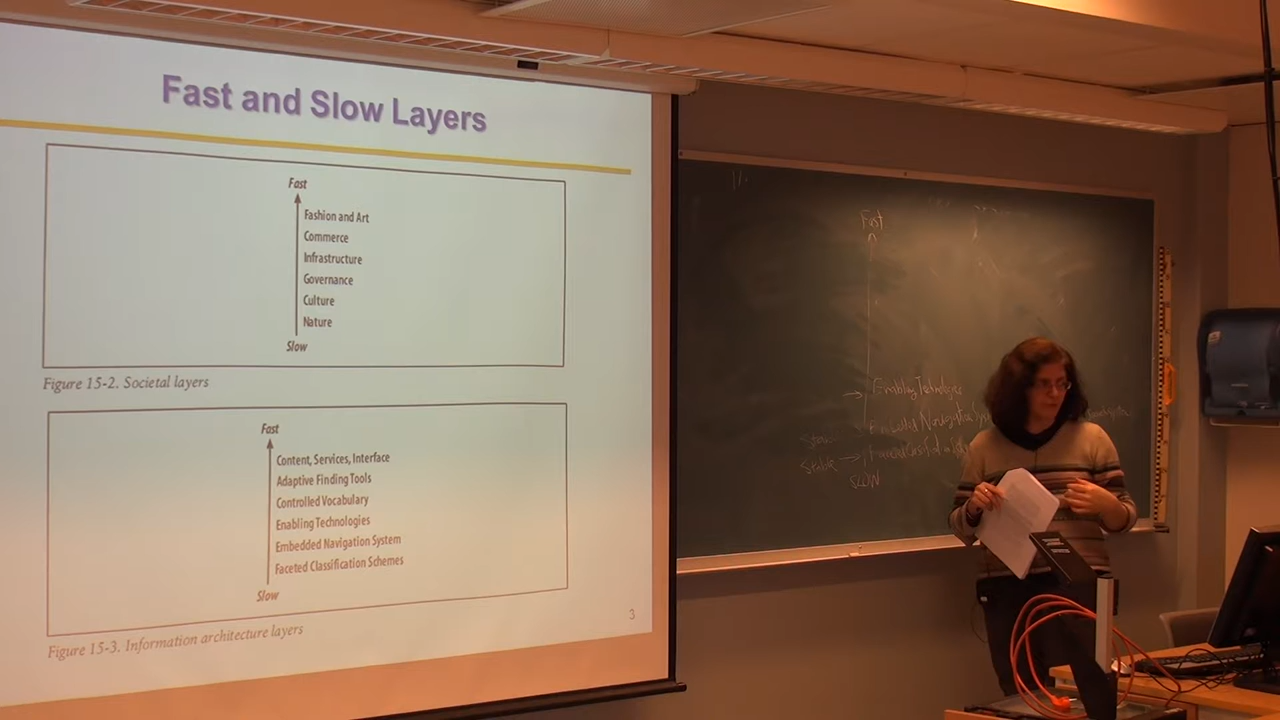 Fast and Slow Layers
Fast
Fashion and Art
Commerce
Infrastructure
Governance
Culture
Nature
Slow
Figure 15-2. Societal layers
Fast
Content, Services, Interface
Adaptive Finding Tools
Controlled Vocabulary
Enabling Technologies
Embedded Navigation System
Faceted Classification Schemes
Slow
Figure 15-3. Information architecture layers
3
Fast
Enabling Technologies
Navigation
Stable
SLOW